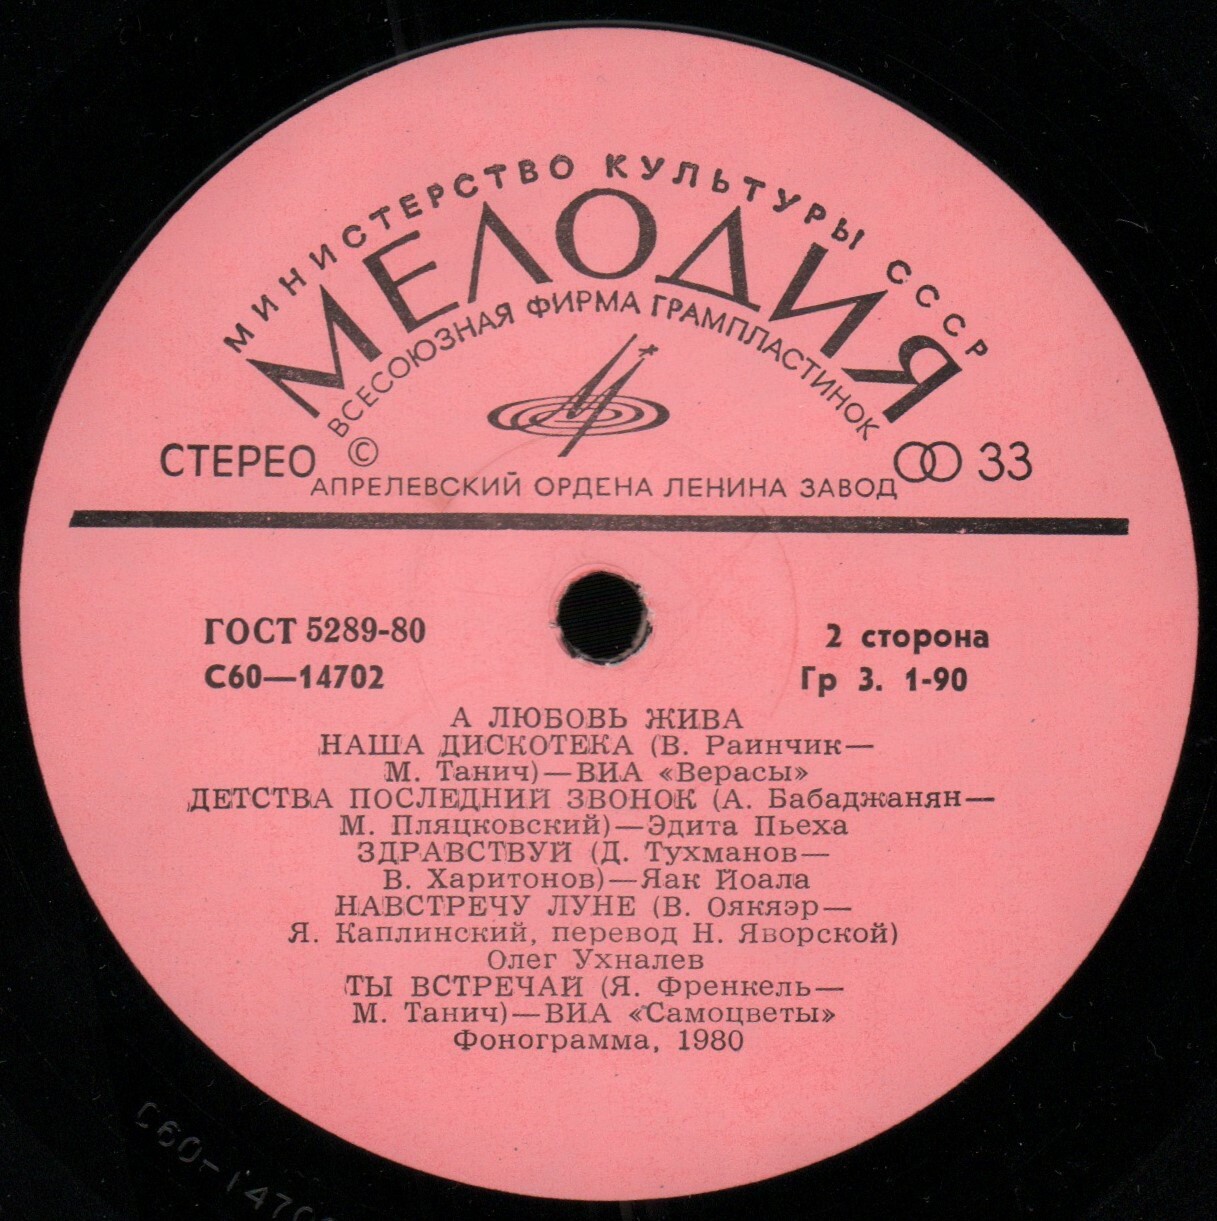 МИНИСТЕРСТВО КУЛЬТУРЫ СССР
МЕЛОДИЯ
ВСЕСОЮЗНАЯ ФИРМА ГРАМПЛАСТИНОК
СТЕРЕО © 33
АПРЕЛЕВСКИЙ ОРДЕНА ЛЕНИНА ЗАВОД
ГОСТ 5289-80
2 сторона
С60—14702
Гр 3. 1-90
А ЛЮБОВЬ ЖИВА
НАША ДИСКОТЕКА (В. Раинчик—
М. Танич)—ВИА «Верасы»
ДЕТСТВА ПОСЛЕДНИЙ ЗВОНОК (А. Бабаджанян—
М. Пляцковский)—Эдита Пьеха
ЗДРАВСТВУЙ (Д. Тухманов—
В. Харитонов)—Яак Йоала
НАВСТРЕЧУ ЛУНЕ (В. Оякяэр—
Я. Каплинский, перевод Н. Яворской)
Олег Ухналев
ТЫ ВСТРЕЧАЙ (Я. Френкель—
М. Танич)—ВИА «Самоцветы»
Фонограмма, 1980